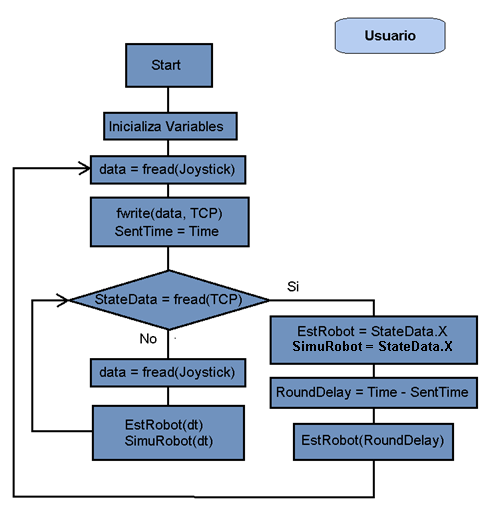 Usuario
Start
Inicializa Variables
data = fread(Joystick)
fwrite(data, TCP)
SentTime = Time
StateData = fread(TCP)
Si
No
EstRobot = StateData.X
SimuRobot = StateData.X
data = fread(Joystick)
RoundDelay = Time - SentTime
EstRobot(dt)
SimuRobot(dt)
EstRobot(RoundDelay)